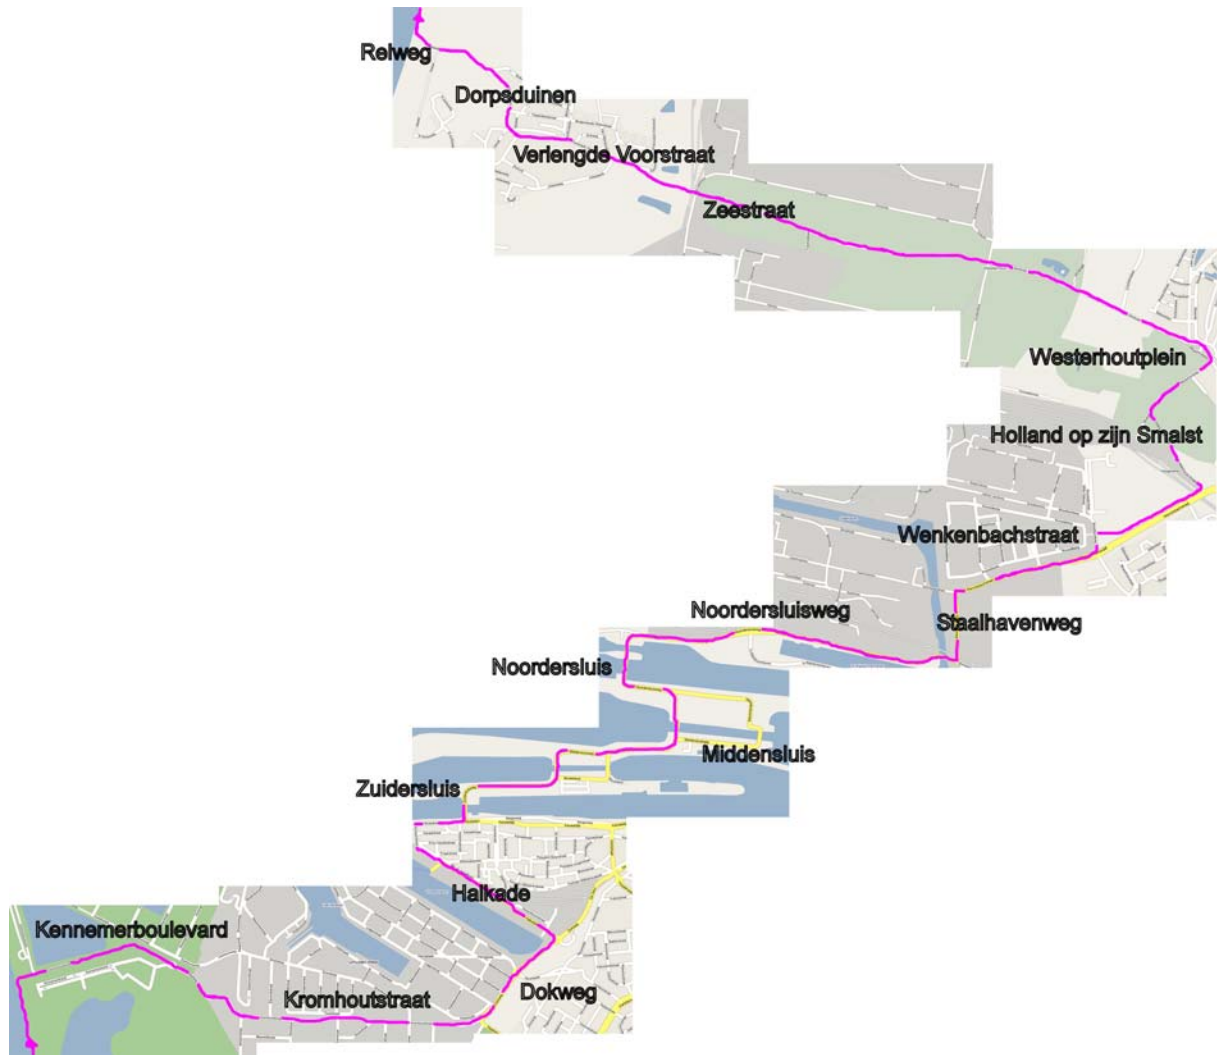 Relweg
Dorpsduinen
Verlengde Voorstraat
Zeestraat
Westerhoutplein
Holland op zijn Smalst
Wenkenbachstraat
Noordersluisweg
Staalhavenweg
Noordersluis
Middensluis
Zuidersluis
Halkade
Kennemerboulevard
Kromhoutstraat
Dokweg